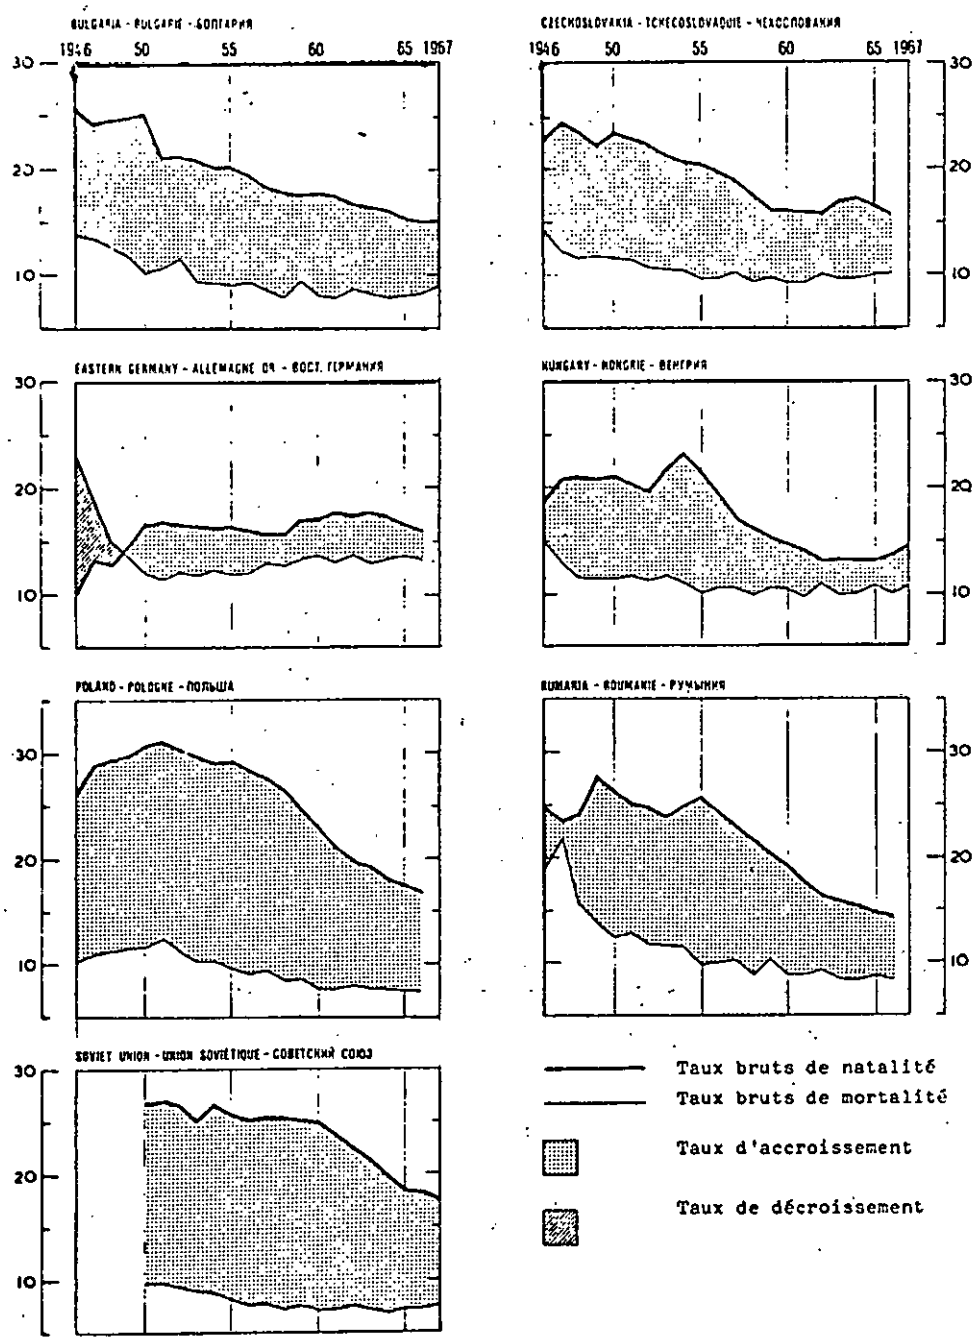 BULGARIA - BULGARIE - БОЛГАРИЯ
1946 50 55 60 65 1967
30
20
10
CZECHOSLOVAKIA - TCHECOSLOVAQUIE - ЧЕХОСЛОВАКИЯ
1946 50 55 60 65 1967
30
20
10
EASTERN GERMANY - ALLEMAGNE OR. - ВОСТ. ГЕРМАНИЯ
30
20
10
HUNGARY - HONGRIE - ВЕНГРИЯ
30
20
10
POLAND - POLOGNE - ПОЛЬША
30
20
10
RUMANIA - ROUMANIE - РУМЫНИЯ
30
20
10
SOVIET UNION - UNION SOVIÉTIQUE - СОВЕТСКИЙ СОЮЗ
30
20
10
Taux bruts de natalité
Taux bruts de mortalité
Taux d'accroissement
Taux de décroissement